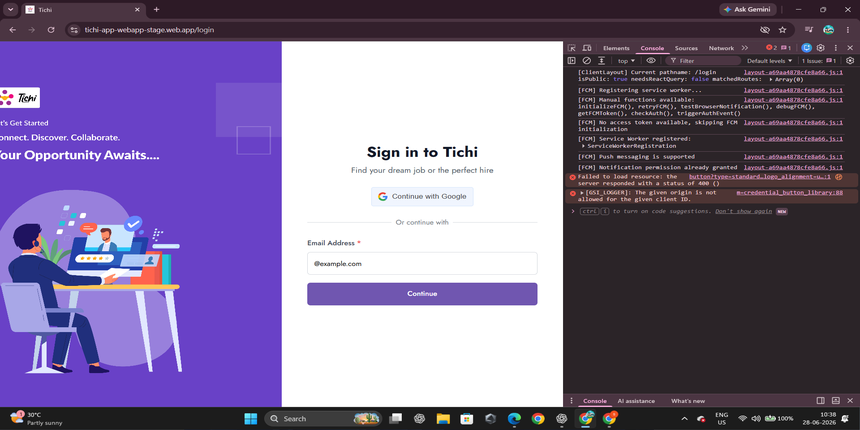 Tichi
Ask Gemini
tichi-app-webapp-stage.web.app/login
Tichi
t's Get Started
onnect. Discover. Collaborate.
Your Opportunity Awaits....
Sign in to Tichi
Find your dream job or the perfect hire
Continue with Google
Or continue with
Email Address *
@example.com
Continue
Elements
Console
Sources
Network
2
1
top
Filter
Default levels
1 Issue: 1
[ClientLayout] Current pathname: /login layout-a69aa4878cfe8a66.js:1
isPublic: true needsReactQuery: false matchedRoutes: Array(0)
[FCM] Registering service worker... layout-a69aa4878cfe8a66.js:1
[FCM] Manual functions available: layout-a69aa4878cfe8a66.js:1
initializeFCM(), retryFCM(), testBrowserNotification(), debugFCM(),
getFCMToken(), checkAuth(), triggerAuthEvent()
[FCM] No access token available, skipping FCM layout-a69aa4878cfe8a66.js:1
initialization
[FCM] Service Worker registered: layout-a69aa4878cfe8a66.js:1
ServiceWorkerRegistration
[FCM] Push messaging is supported layout-a69aa4878cfe8a66.js:1
[FCM] Notification permission already granted layout-a69aa4878cfe8a66.js:1
Failed to load resource: the button?type=standard…logo_alignment=u…:1
server responded with a status of 400 ()
[GSI_LOGGER]: The given origin is not m=credential_button_library:88
allowed for the given client ID.
ctrl i to turn on code suggestions. Don't show again NEW
Console
AI assistance
What's new
30°C
Partly sunny
Search
ENG
US
100%
10:38
28-06-2026